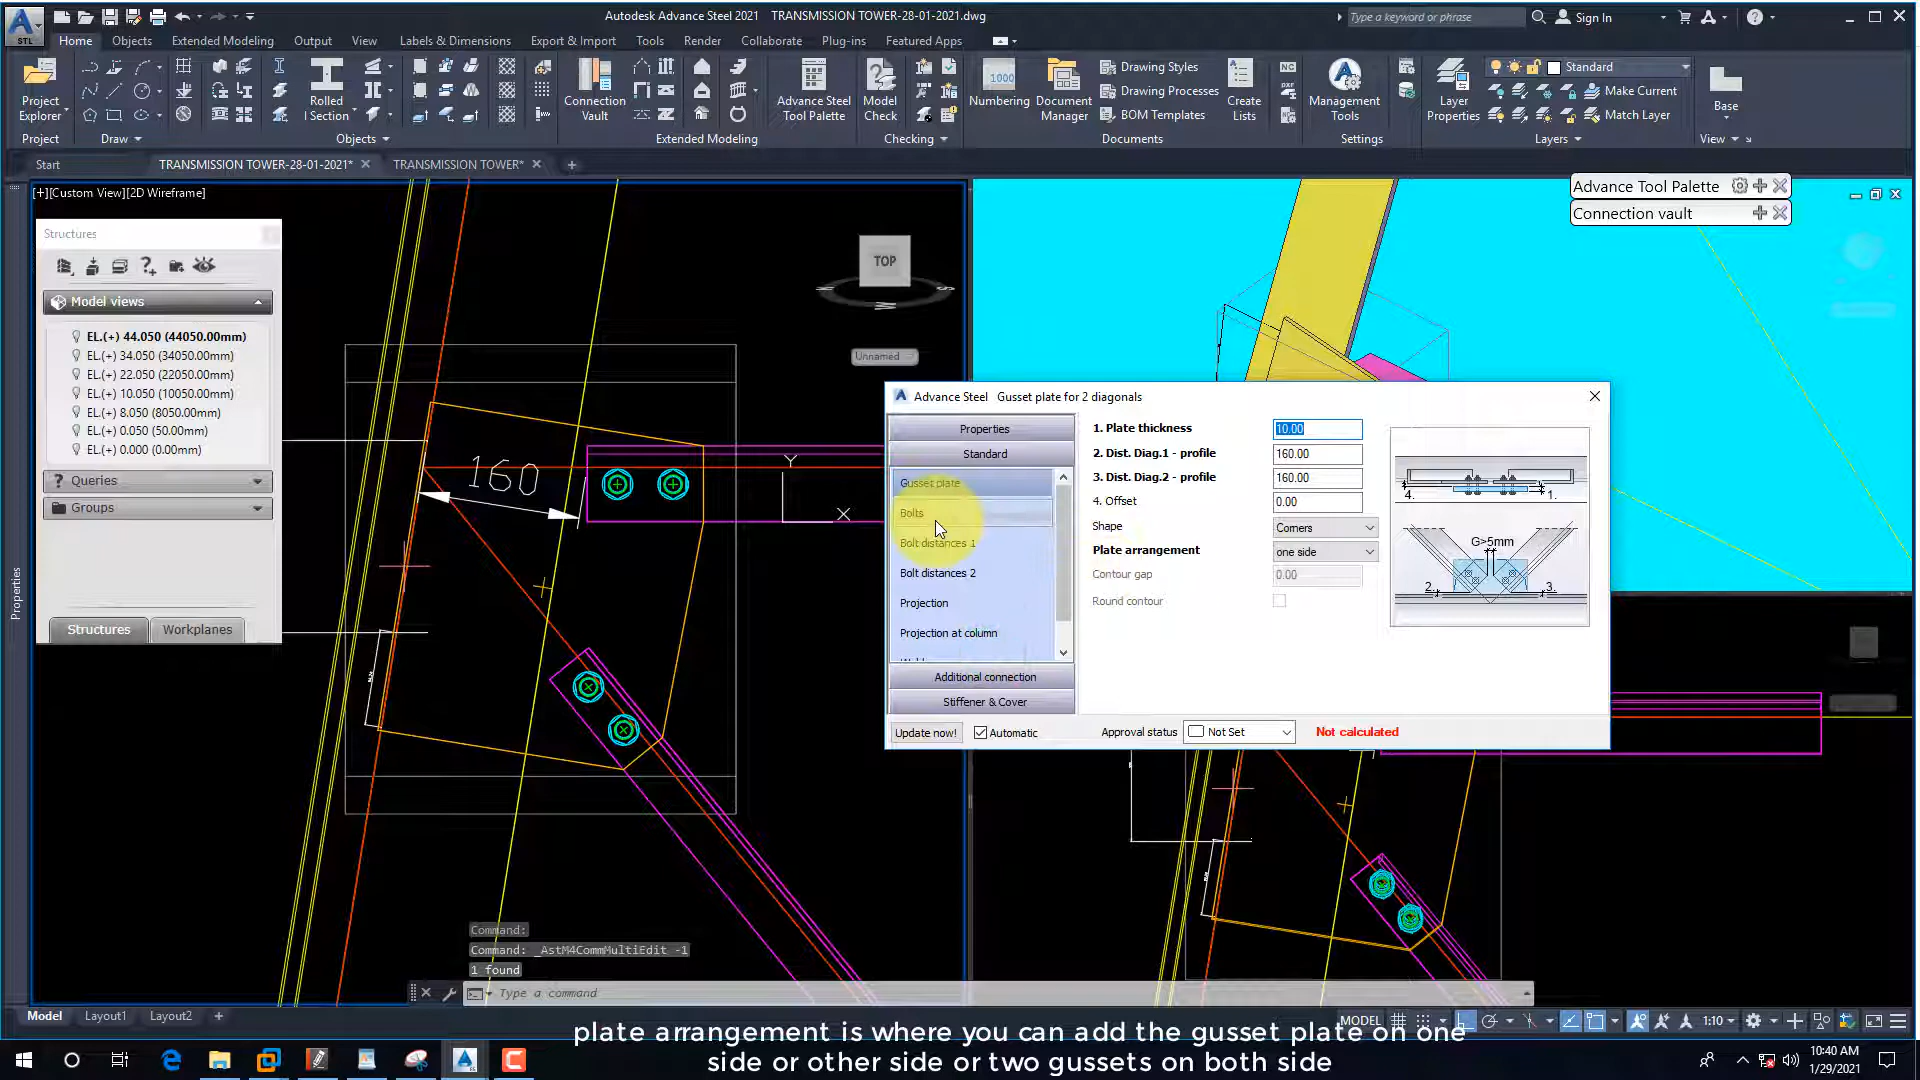 Autodesk Advance Steel 2021 TRANSMISSION TOWER-28-01-2021.dwg
Type a keyword or phrase
Sign In
STL
Home Objects Extended Modeling Output View Labels & Dimensions Export & Import Tools Render Collaborate Plug-ins Featured Apps
Project Explorer
Rolled I Section
Connection Vault
Advance Steel Tool Palette
Model Check
1000
Numbering
Document Manager
Drawing Styles
Drawing Processes
BOM Templates
Create Lists
NC
DXF
Management Tools
Layer Properties
Standard
Make Current
Match Layer
Base
Project Draw Objects Extended Modeling Checking Documents Settings Layers View
Start TRANSMISSION TOWER-28-01-2021* TRANSMISSION TOWER*
[+][Custom View][2D Wireframe]
Advance Tool Palette
Connection vault
Structures
Model views
EL.(+) 44.050 (44050.00mm)
EL.(+) 34.050 (34050.00mm)
EL.(+) 22.050 (22050.00mm)
EL.(+) 10.050 (10050.00mm)
EL.(+) 8.050 (8050.00mm)
EL.(+) 0.050 (50.00mm)
EL.(+) 0.000 (0.00mm)
Queries
Groups
Structures Workplanes
Properties
TOP
Unnamed
160
Y
X
Advance Steel Gusset plate for 2 diagonals
Properties
Standard
Gusset plate
Bolts
Bolt distances 1
Bolt distances 2
Projection
Projection at column
Additional connection
Stiffener & Cover
1. Plate thickness 10.00
2. Dist. Diag.1 - profile 160.00
3. Dist. Diag.2 - profile 160.00
4. Offset 0.00
Shape Corners
Plate arrangement one side
Contour gap 0.00
Round contour
4. 1.
G>5mm
2. 3.
Update now! Automatic Approval status Not Set Not calculated
Command:
Command: _AstM4CommMultiEdit -1
1 found
Type a command
Model Layout1 Layout2
MODEL
1:10
plate arrangement is where you can add the gusset plate on one
side or other side or two gussets on both side
10:40 AM
1/29/2021